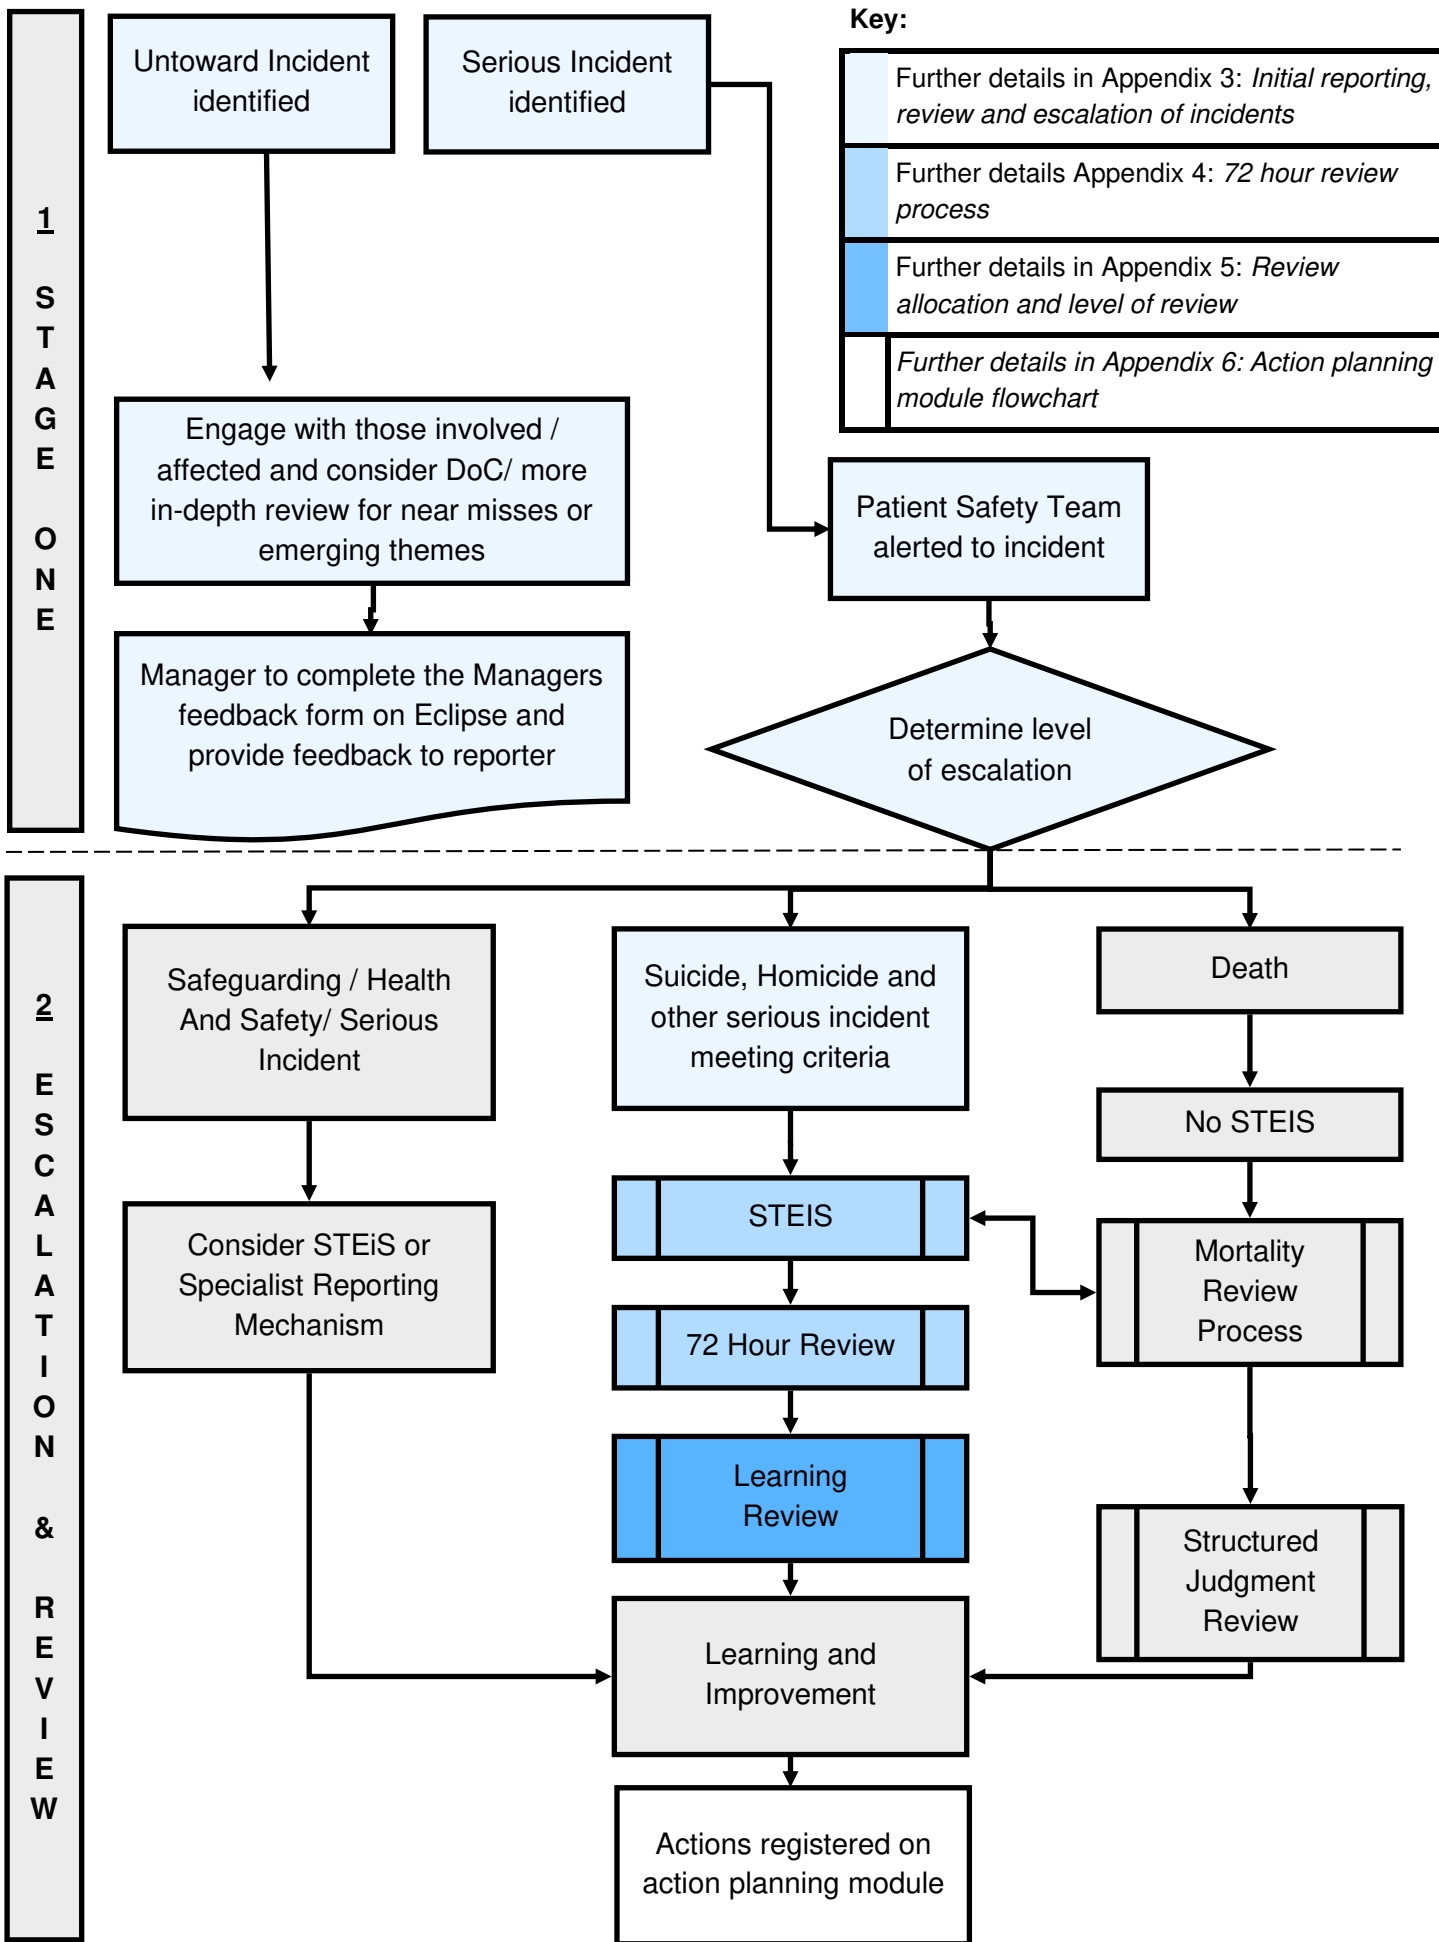 Key:
Untoward Incident
identified
Serious Incident
identified
Further details in Appendix 3: Initial reporting,
review and escalation of incidents
Further details Appendix 4: 72 hour review
process
Further details in Appendix 5: Review
allocation and level of review
Further details in Appendix 6: Action planning
module flowchart
1
S
T
A
G
E
O
N
E
Engage with those involved /
affected and consider DoC/ more
in-depth review for near misses or
emerging themes
Patient Safety Team
alerted to incident
Manager to complete the Managers
feedback form on Eclipse and
provide feedback to reporter
Determine level
of escalation
2
E
S
C
A
L
A
T
I
O
N
&
R
E
V
I
E
W
Safeguarding / Health
And Safety/ Serious
Incident
Suicide, Homicide and
other serious incident
meeting criteria
Death
No STEIS
Consider STEiS or
Specialist Reporting
Mechanism
STEIS
Mortality
Review
Process
72 Hour Review
Learning
Review
Structured
Judgment
Review
Learning and
Improvement
Actions registered on
action planning module